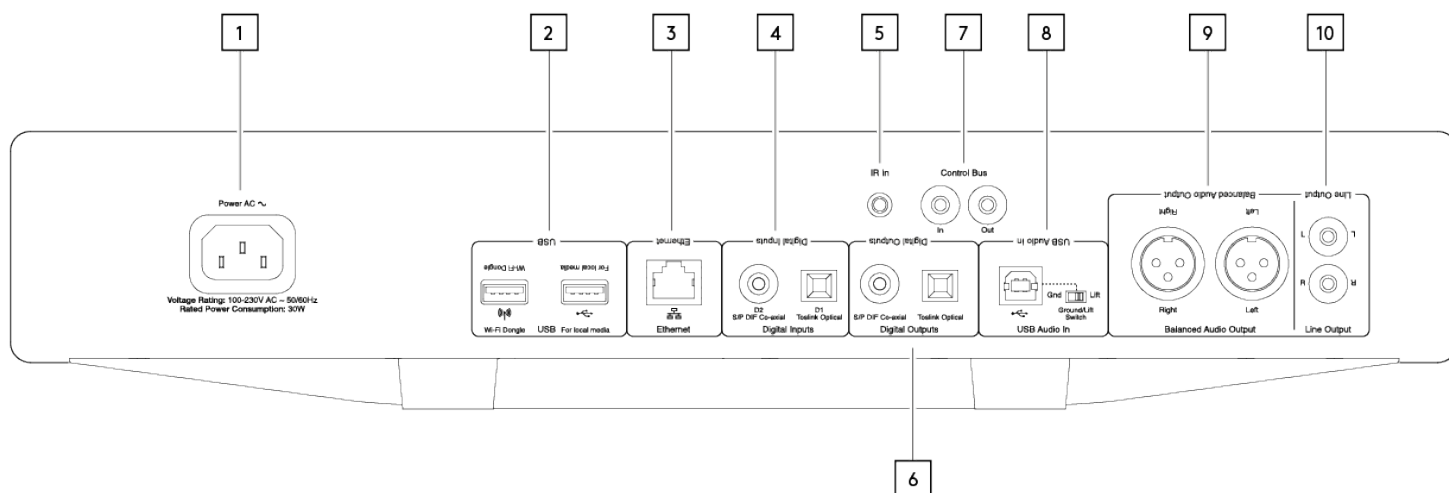 1 2 3 4 5 7 8 9 10
IR In Control Bus
In Out
Power AC ~
Voltage Rating: 100-230V AC ~ 50/60Hz
Rated Power Consumption: 30W
USB
Wi-Fi Dongle For local media
Wi-Fi Dongle USB For local media
Ethernet
Ethernet
Digital Inputs
D2 D1
S/P DIF Co-axial Toslink Optical
Digital Inputs
Digital Outputs
S/P DIF Co-axial Toslink Optical
Digital Outputs
USB Audio In
Gnd Lift
Ground/Lift
Switch
USB Audio In
Balanced Audio Output
Right Left
Right Left
Balanced Audio Output
Line Output
L L
R R
Line Output
6